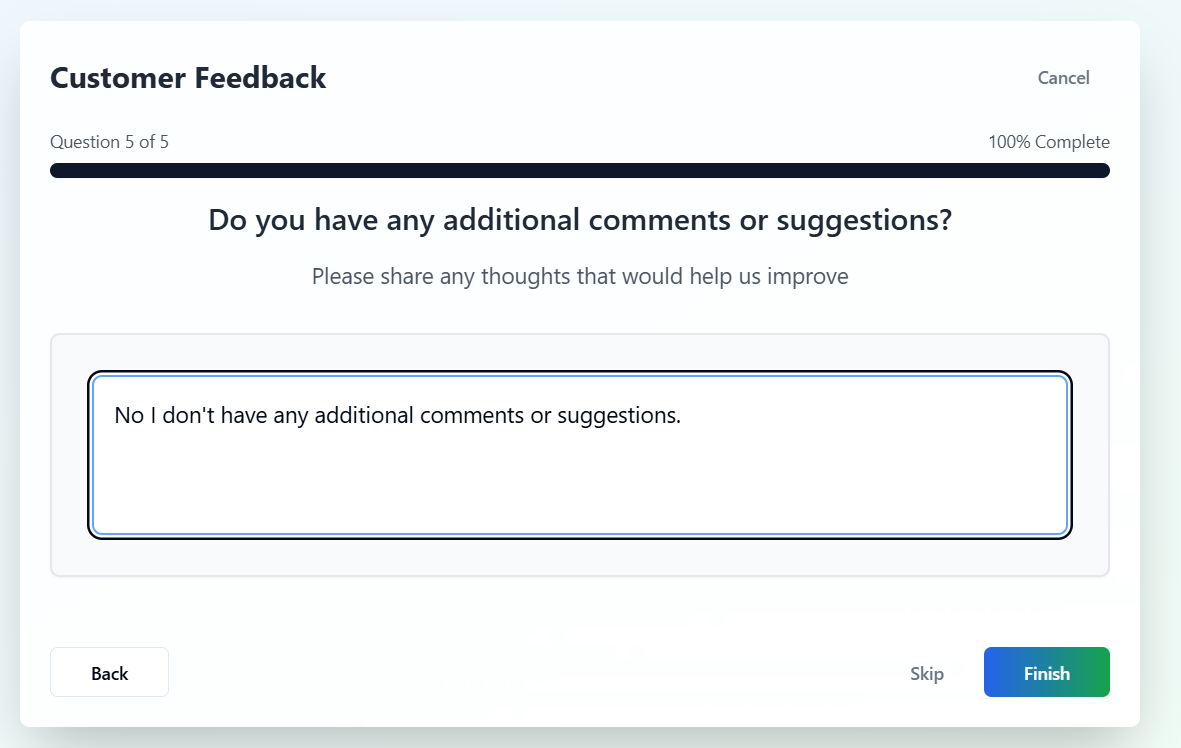 Customer Feedback
Cancel
Question 5 of 5
100% Complete
Do you have any additional comments or suggestions?
Please share any thoughts that would help us improve
No I don't have any additional comments or suggestions.
Back
Skip
Finish